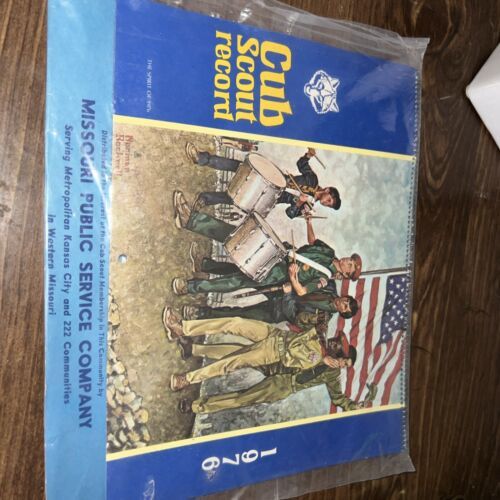 Cub
Scout
record
THE SPIRIT OF 1976
Norman
Rockwell
1976
MISSOURI PUBLIC SERVICE COMPANY
Serving Metropolitan Kansas City and 222 Communities
in Western Missouri